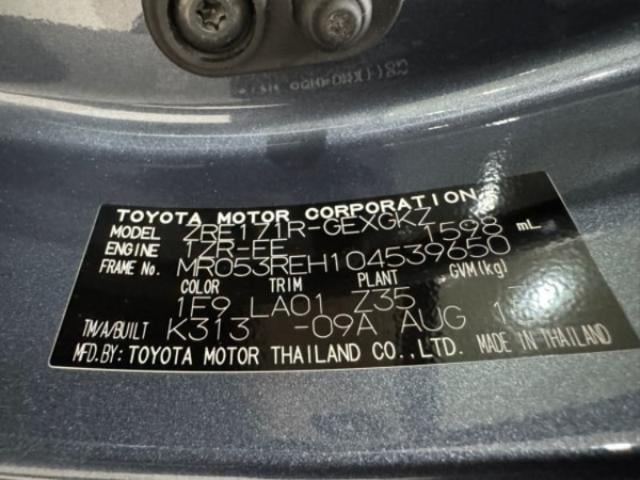 TOYOTA MOTOR CORPORATION
MODEL ZRE171R-GEXGKZ
ENGINE 1ZR-FE 1598 mL
FRAME No. MR053REH104539650
COLOR TRIM PLANT GVM(kg)
1E9 LA01 Z35
TM/A/BUILT K313 -09A AUG
MFD.BY: TOYOTA MOTOR THAILAND CO.,LTD. MADE IN THAILAND